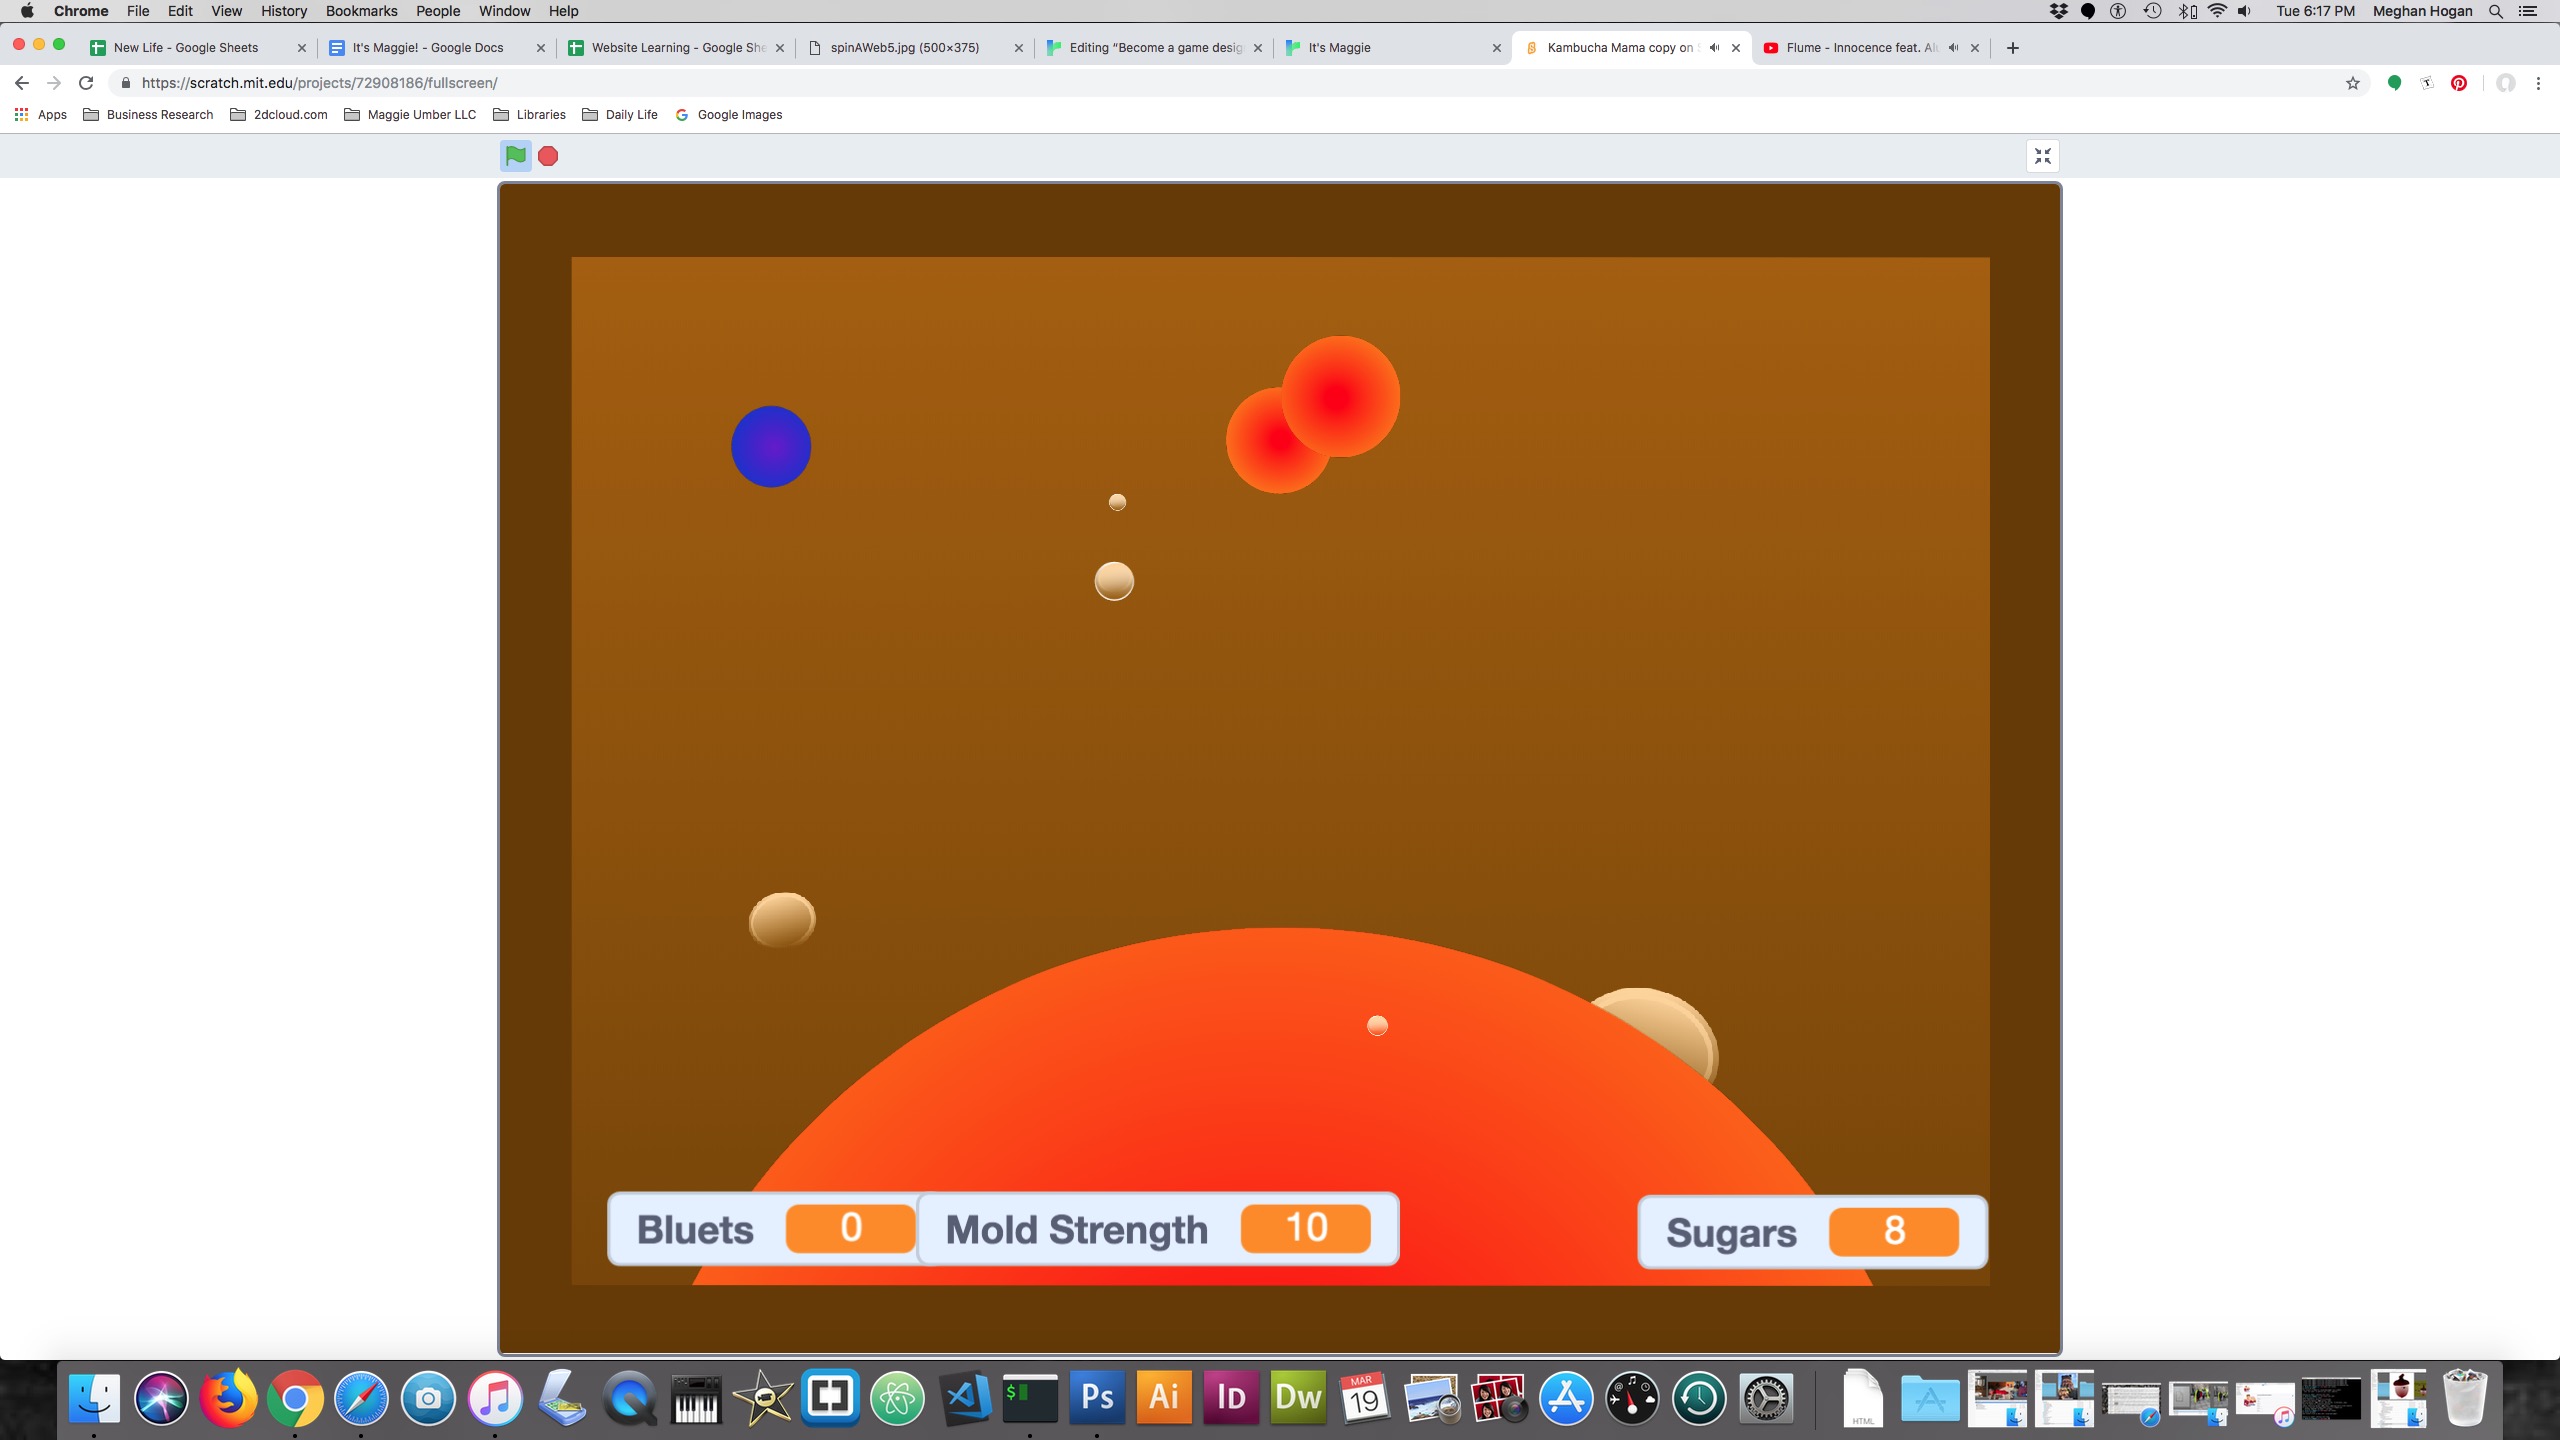 Chrome File Edit View History Bookmarks People Window Help Tue 6:17 PM Meghan Hogan
New Life - Google Sheets It's Maggie! - Google Docs Website Learning - Google She spinAWeb5.jpg (500×375) Editing “Become a game desig It's Maggie Kambucha Mama copy on Flume - Innocence feat. Al
https://scratch.mit.edu/projects/72908186/fullscreen/
Apps Business Research 2dcloud.com Maggie Umber LLC Libraries Daily Life Google Images
Bluets 0 Mold Strength 10 Sugars 8
$ Ps Ai Id Dw MAR 19 HTML